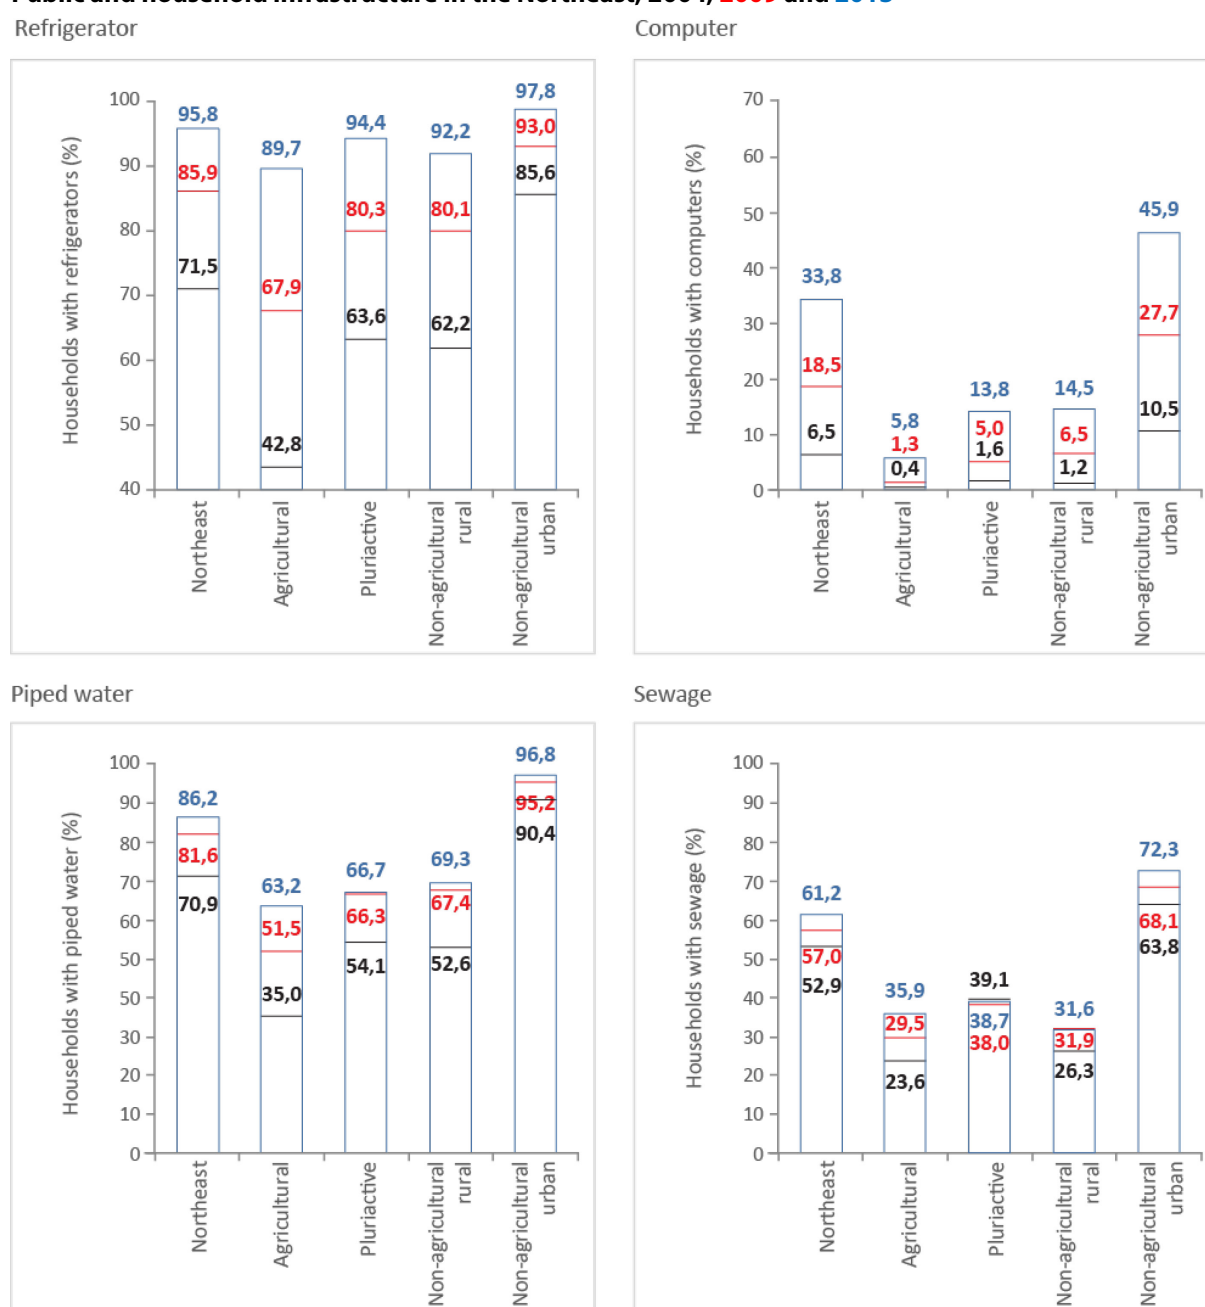 Public and household infrastructure in the Northeast, 2004, 2009 and
Refrigerator
Households with refrigerators (%)
100
90
80
70
60
50
40
95,8
85,9
71,5
89,7
67,9
42,8
94,4
80,3
63,6
92,2
80,1
62,2
97,8
93,0
85,6
Northeast
Agricultural
Pluriactive
Non-agricultural
rural
Non-agricultural
urban
Computer
Households with computers (%)
70
60
50
40
30
20
10
0
33,8
18,5
6,5
5,8
1,3
0,4
13,8
5,0
1,6
14,5
6,5
1,2
45,9
27,7
10,5
Northeast
Agricultural
Pluriactive
Non-agricultural
rural
Non-agricultural
urban
Piped water
Households with piped water (%)
100
90
80
70
60
50
50
30
20
10
0
86,2
81,6
70,9
63,2
51,5
35,0
66,7
66,3
54,1
69,3
67,4
52,6
96,8
95,2
90,4
Northeast
Agricultural
Pluriactive
Non-agricultural
rural
Non-agricultural
urban
Sewage
Households with sewage (%)
100
90
80
70
60
50
40
30
20
10
0
61,2
57,0
52,9
35,9
29,5
23,6
39,1
38,7
38,0
31,6
31,9
26,3
72,3
68,1
63,8
Northeast
Agricultural
Pluriactive
Non-agricultural
rural
Non-agricultural
urban